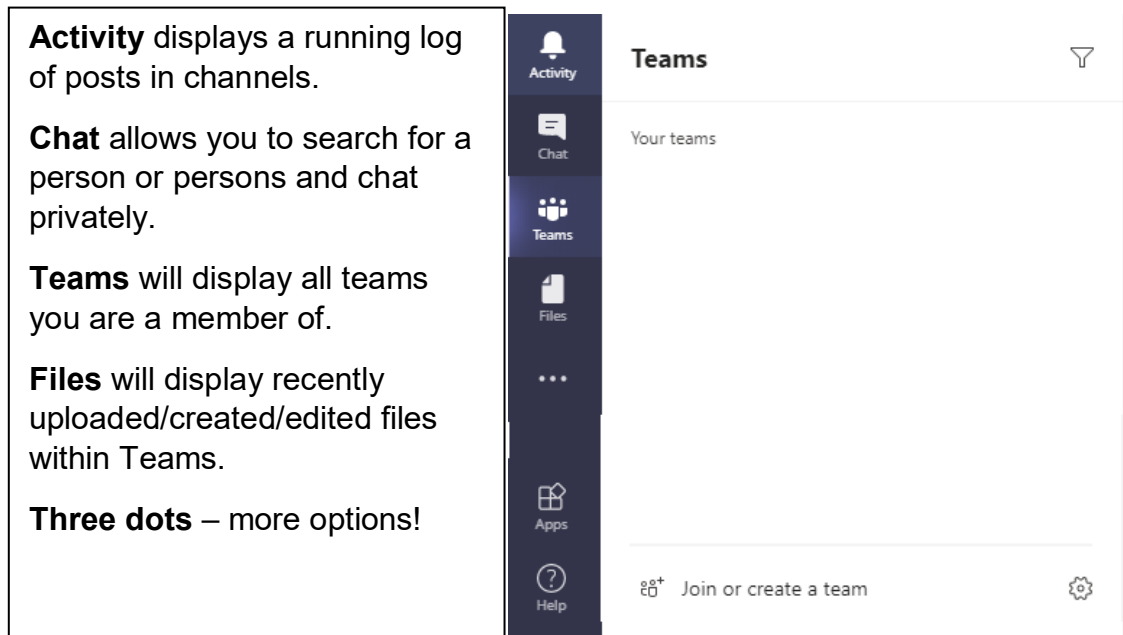 Activity displays a running log
of posts in channels.
Chat allows you to search for a
person or persons and chat
privately.
Teams will display all teams
you are a member of.
Files will display recently
uploaded/created/edited files
within Teams.
Three dots – more options!
Activity
Chat
Teams
Files
Apps
Help
Teams
Your teams
Join or create a team